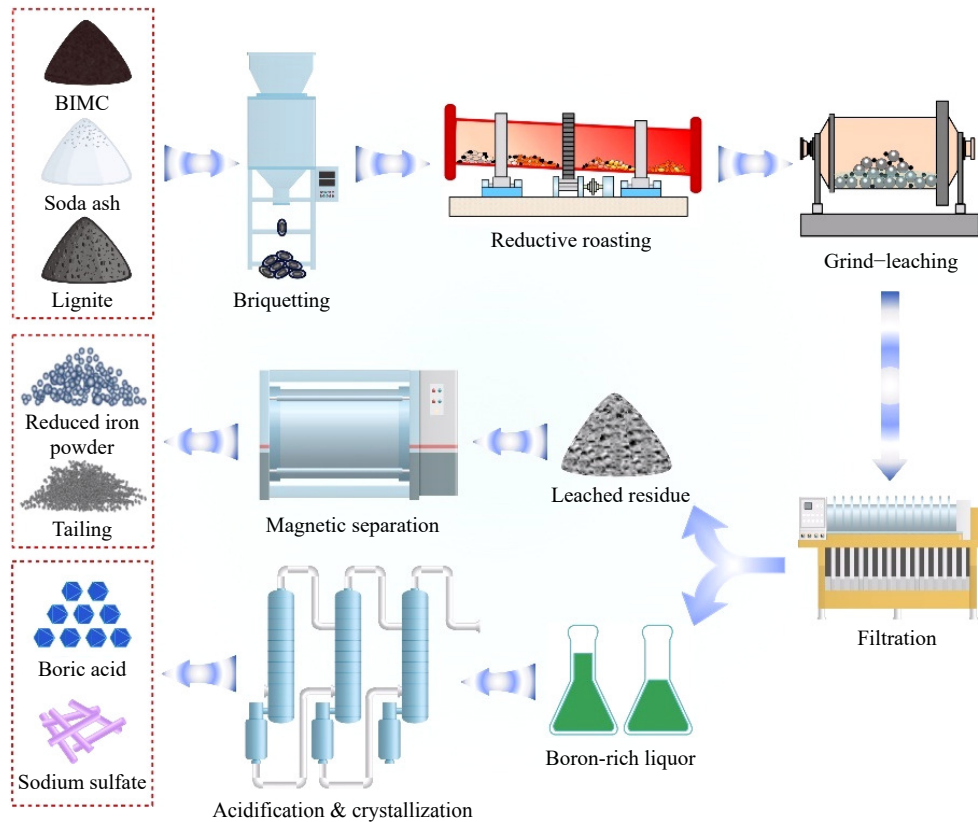 BIMC
Soda ash
Lignite
Briquetting
Reductive roasting
Grind−leaching
Reduced iron
powder
Tailing
Magnetic separation
Leached residue
Filtration
Boric acid
Sodium sulfate
Acidification & crystallization
Boron-rich liquor